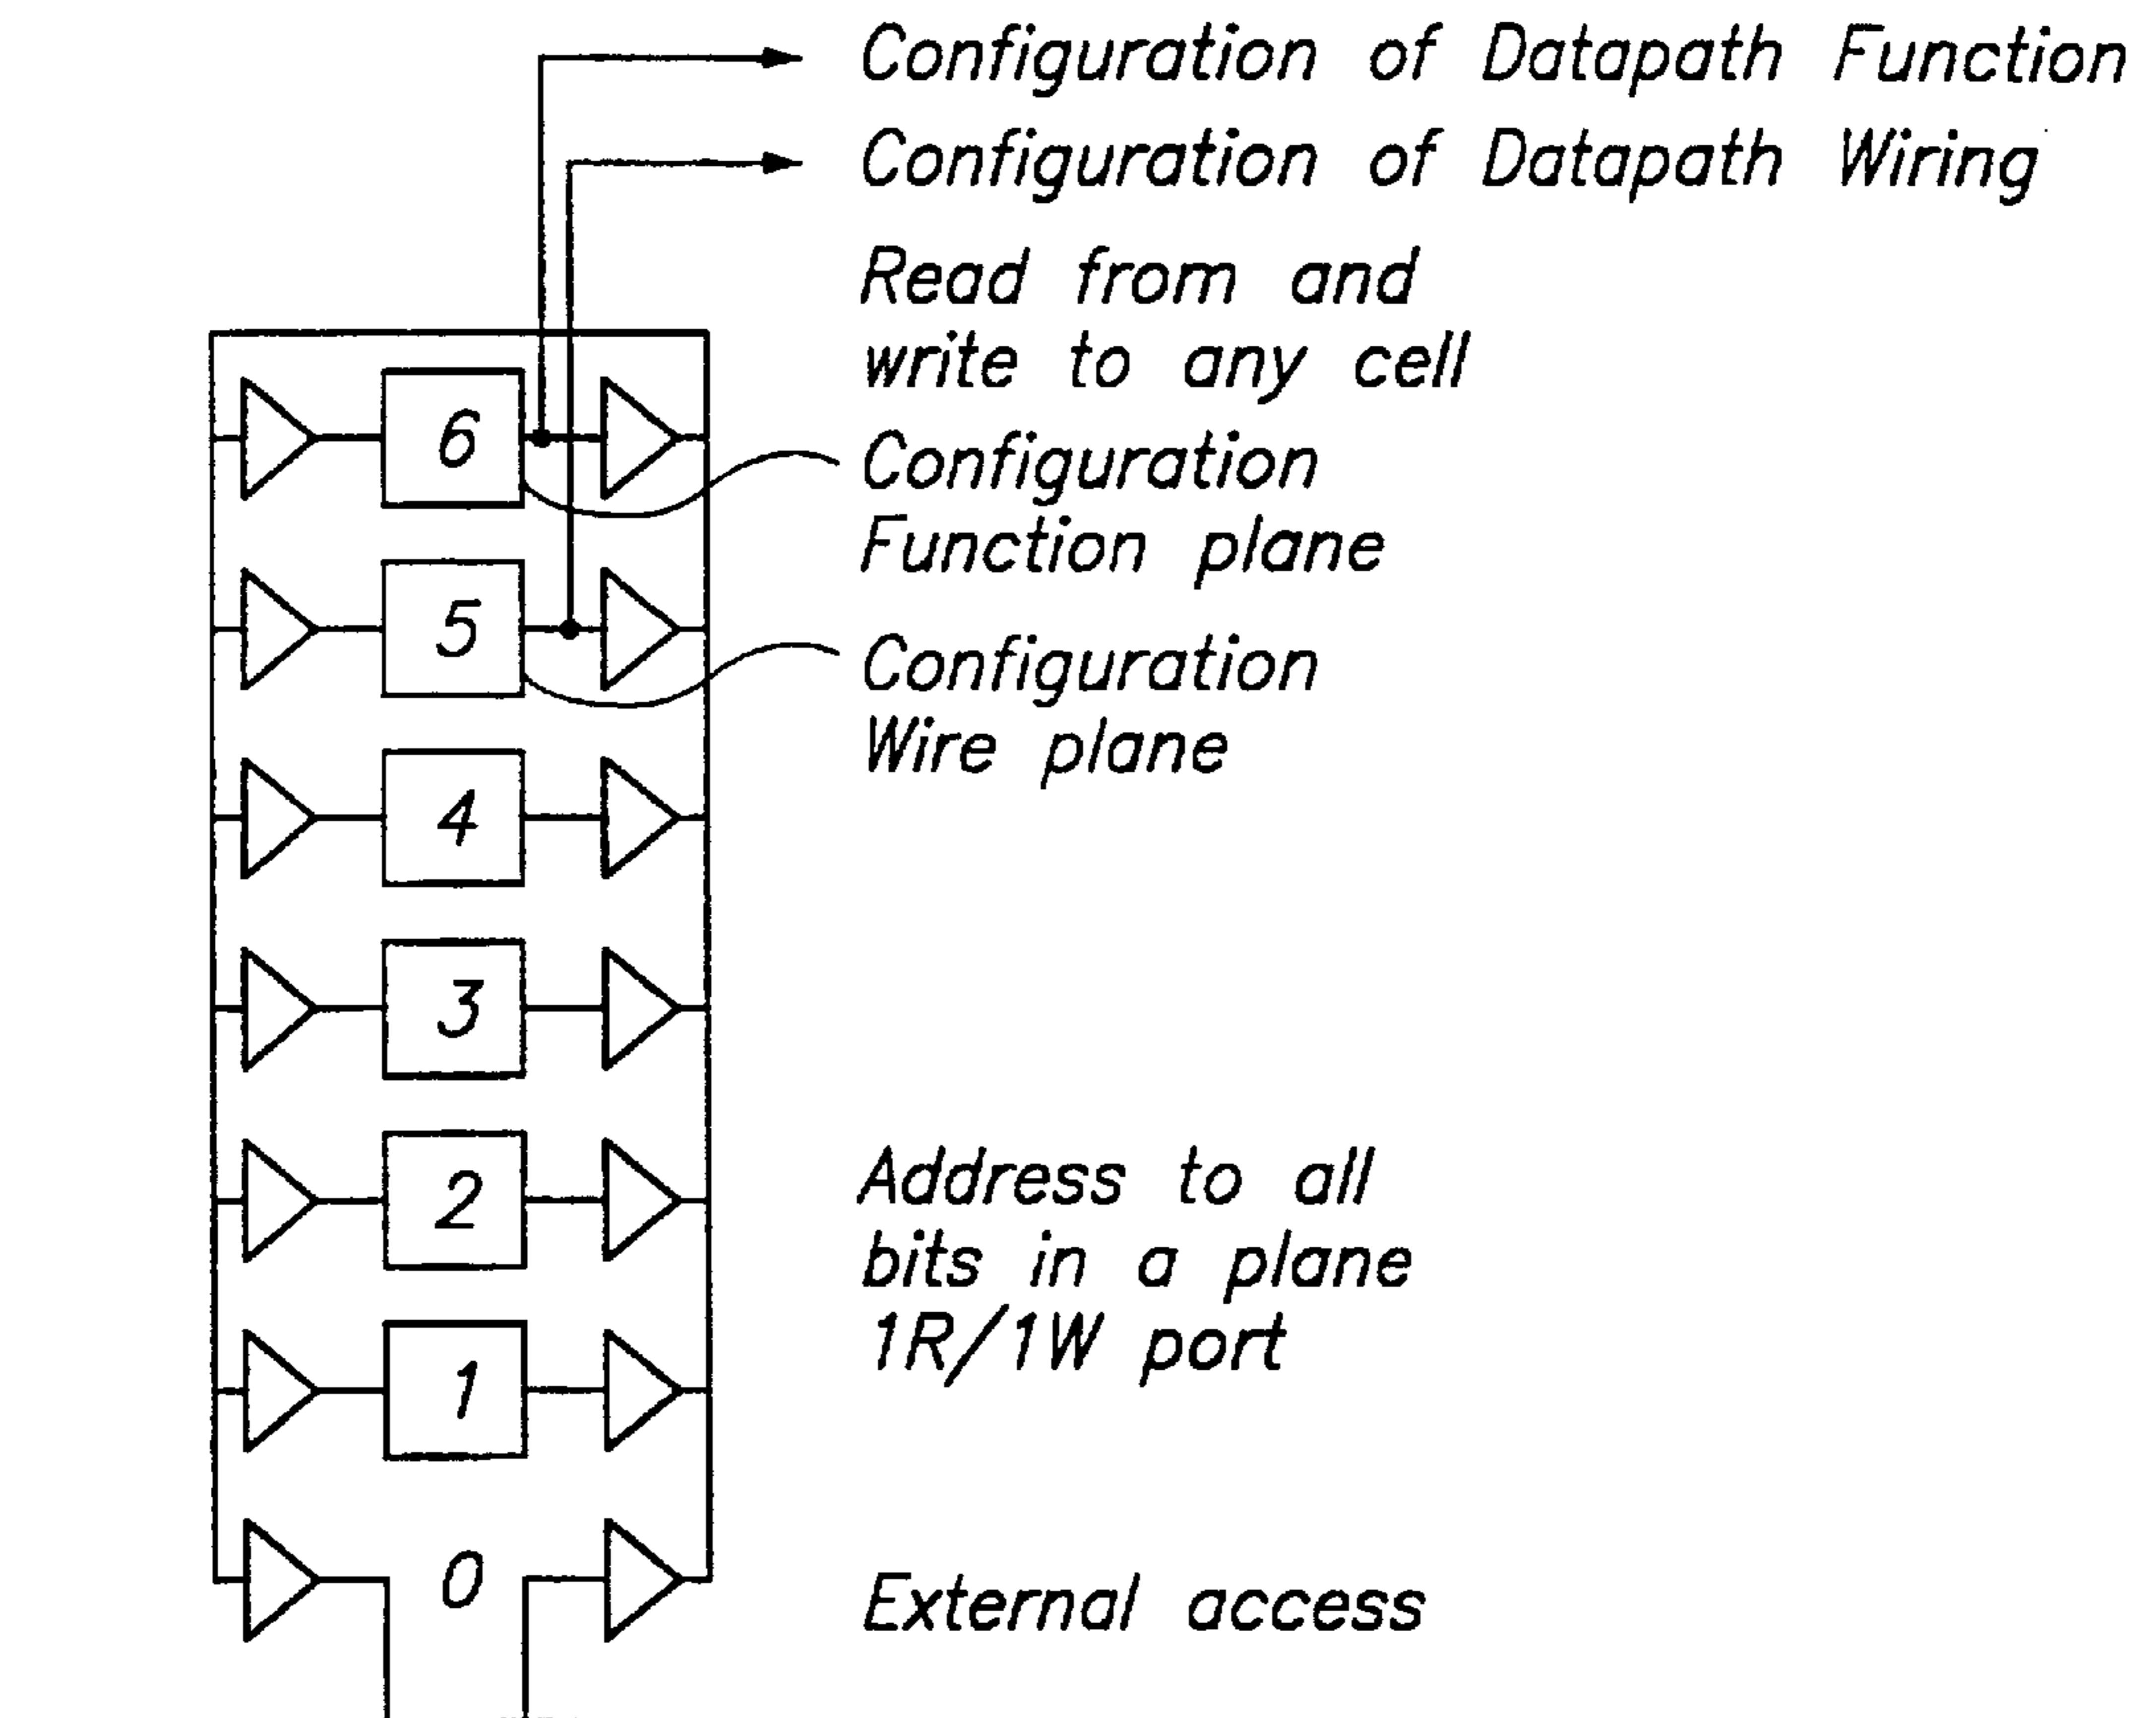 Configuration of Datapath Function
Configuration of Datapath Wiring
Read from and
write to any cell
6
Configuration
Function plane
5
Configuration
Wire plane
4
3
2
Address to all
bits in a plane
1R/1W port
1
0
External access